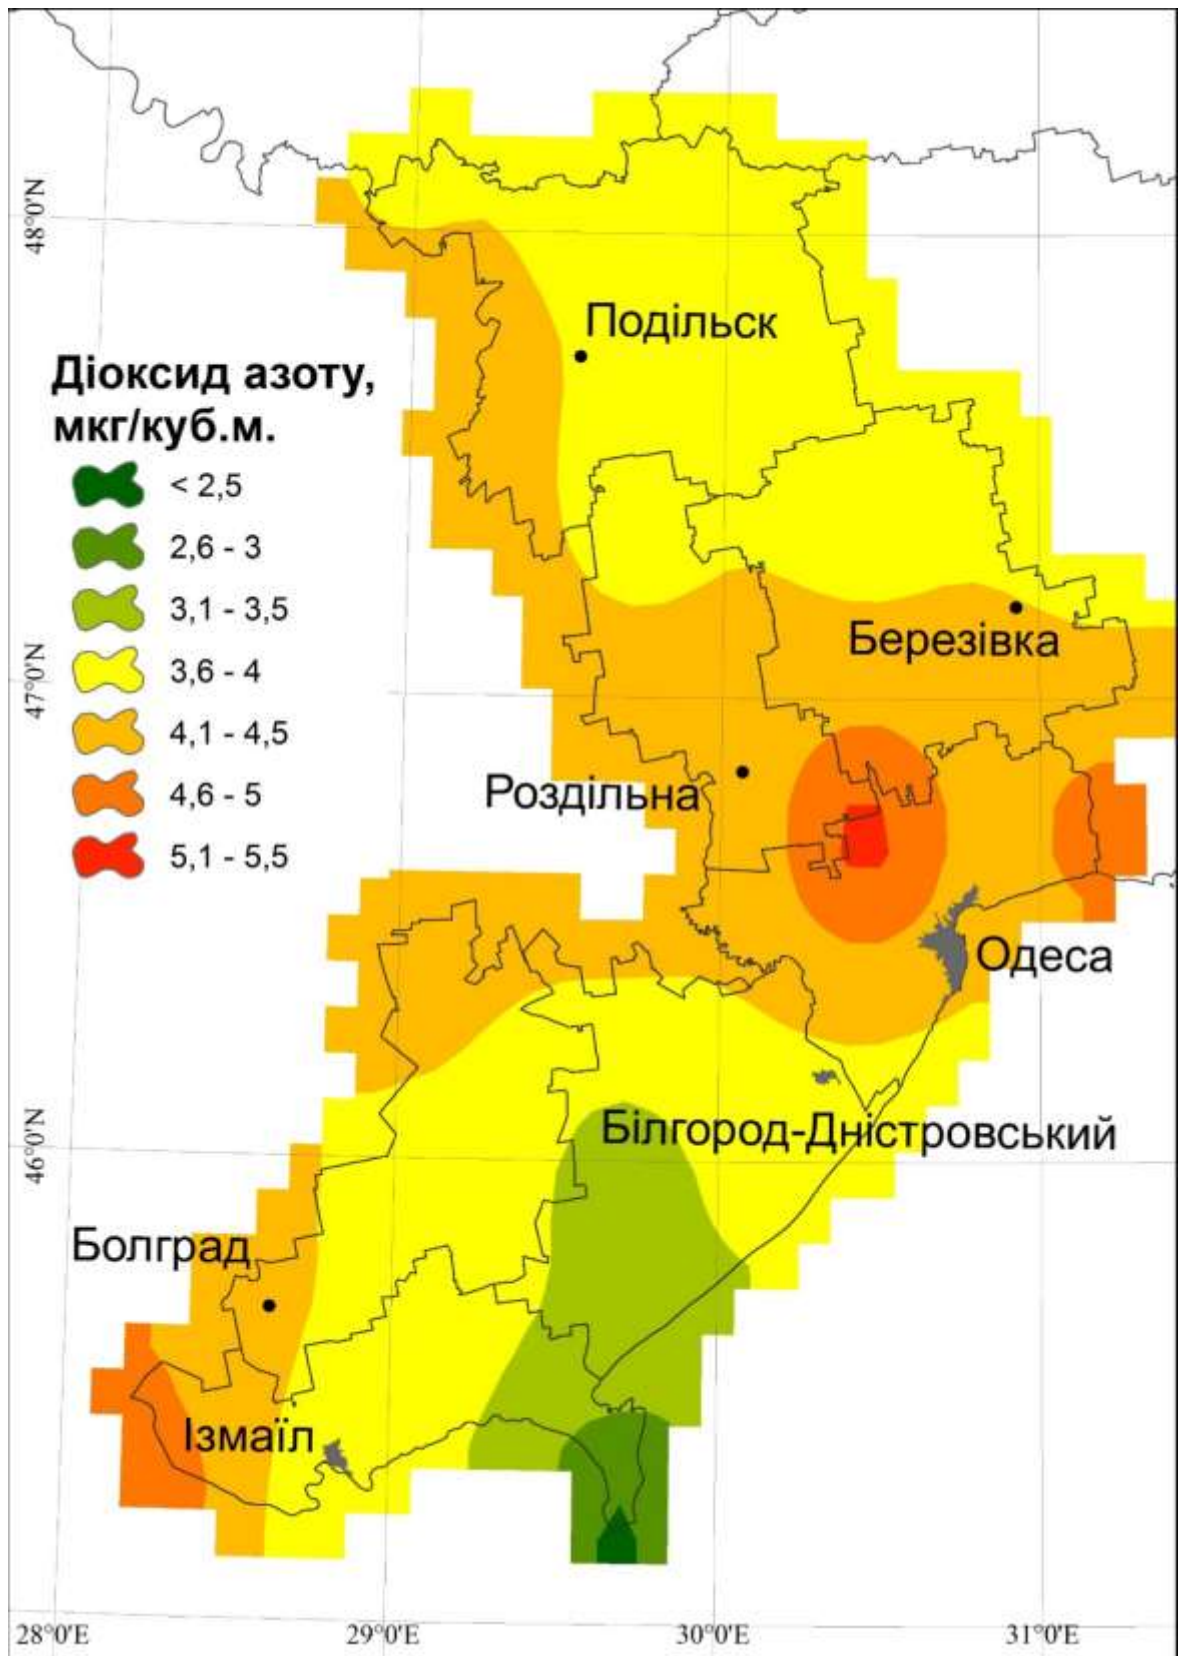 48°0'N
Подільск
Діоксид азоту,
мкг/куб.м.
< 2,5
2,6 - 3
3,1 - 3,5
3,6 - 4
4,1 - 4,5
4,6 - 5
5,1 - 5,5
47°0'N
Березівка
Роздільна
Одеса
46°0'N
Білгород-Дністровський
Болград
Ізмаїл
28°0'E
29°0'E
30°0'E
31°0'E